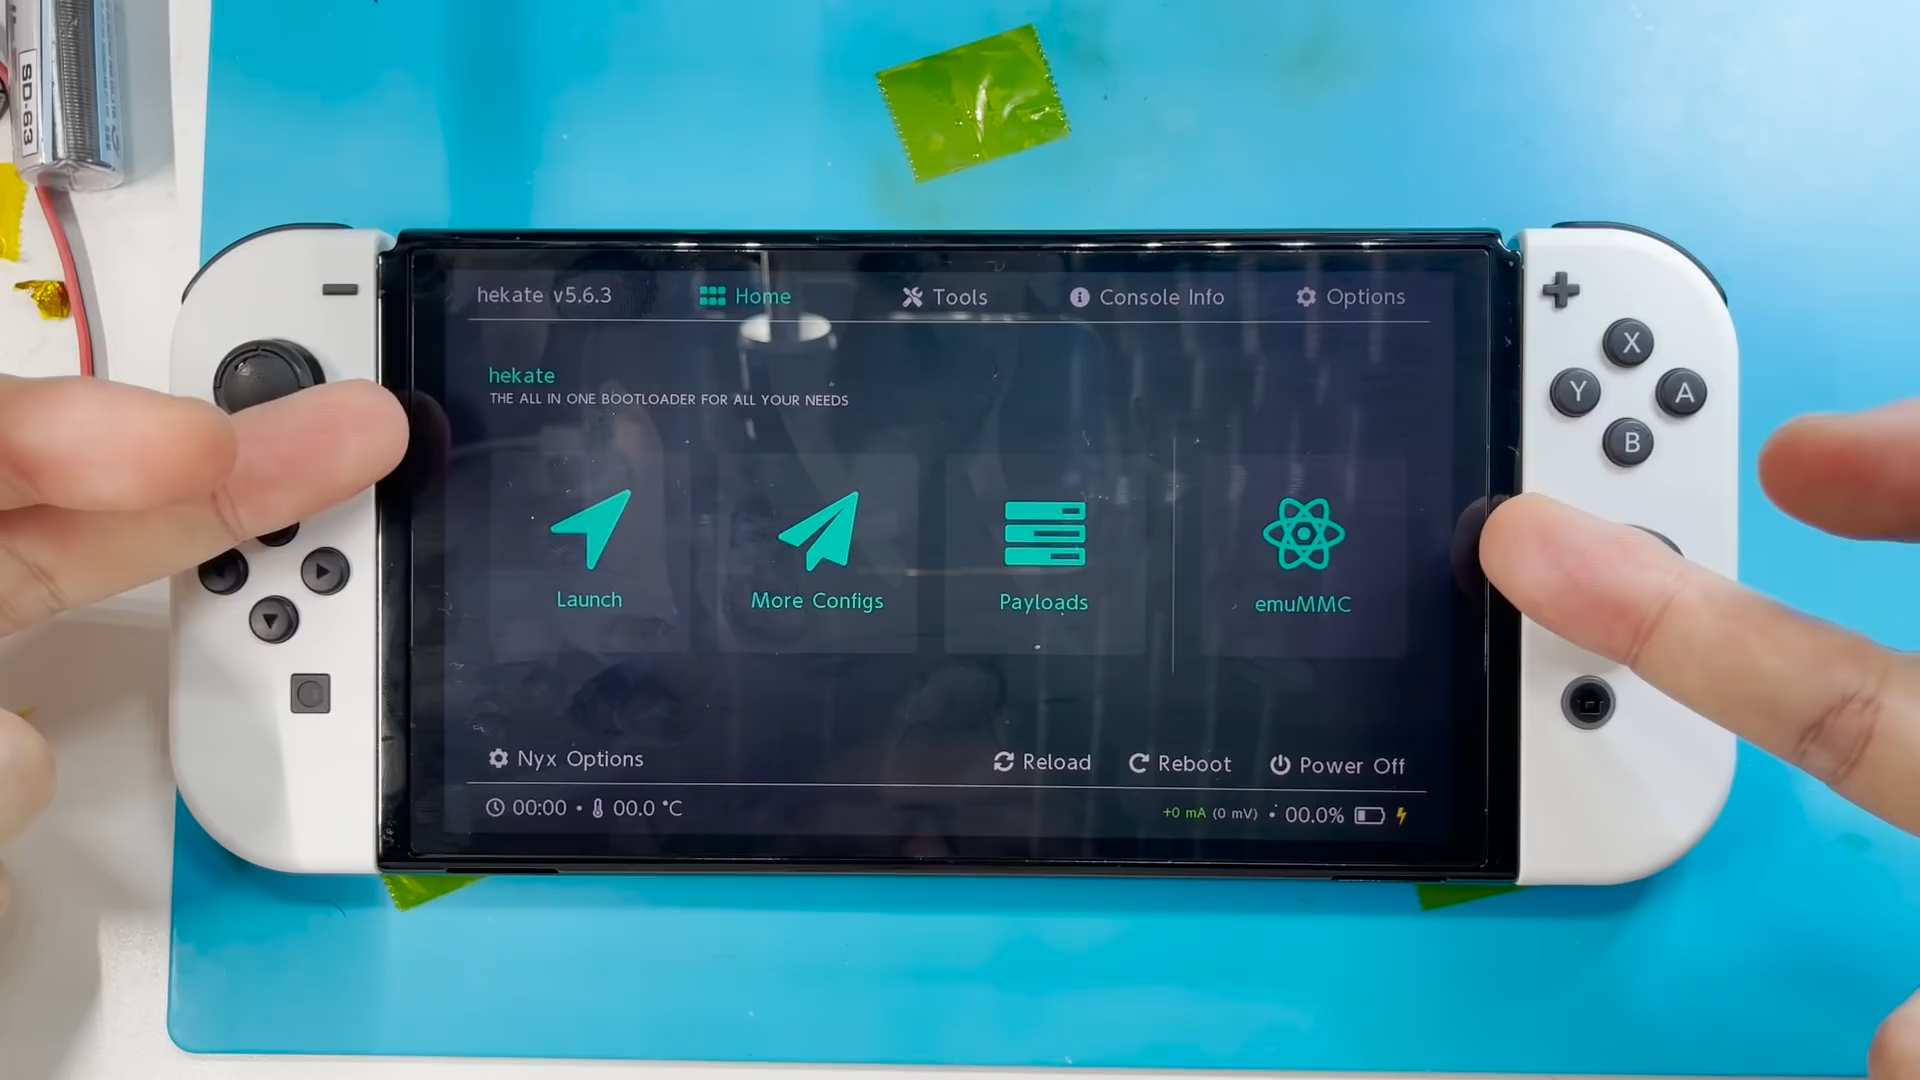 SD-63
hekate v5.6.3 Home Tools Console Info Options
hekate
THE ALL IN ONE BOOTLOADER FOR ALL YOUR NEEDS
Launch More Configs Payloads emuMMC
Nyx Options Reload Reboot Power Off
00:00 • 00.0 °C +0 mA (0 mV) • 00.0%
X
Y A
B